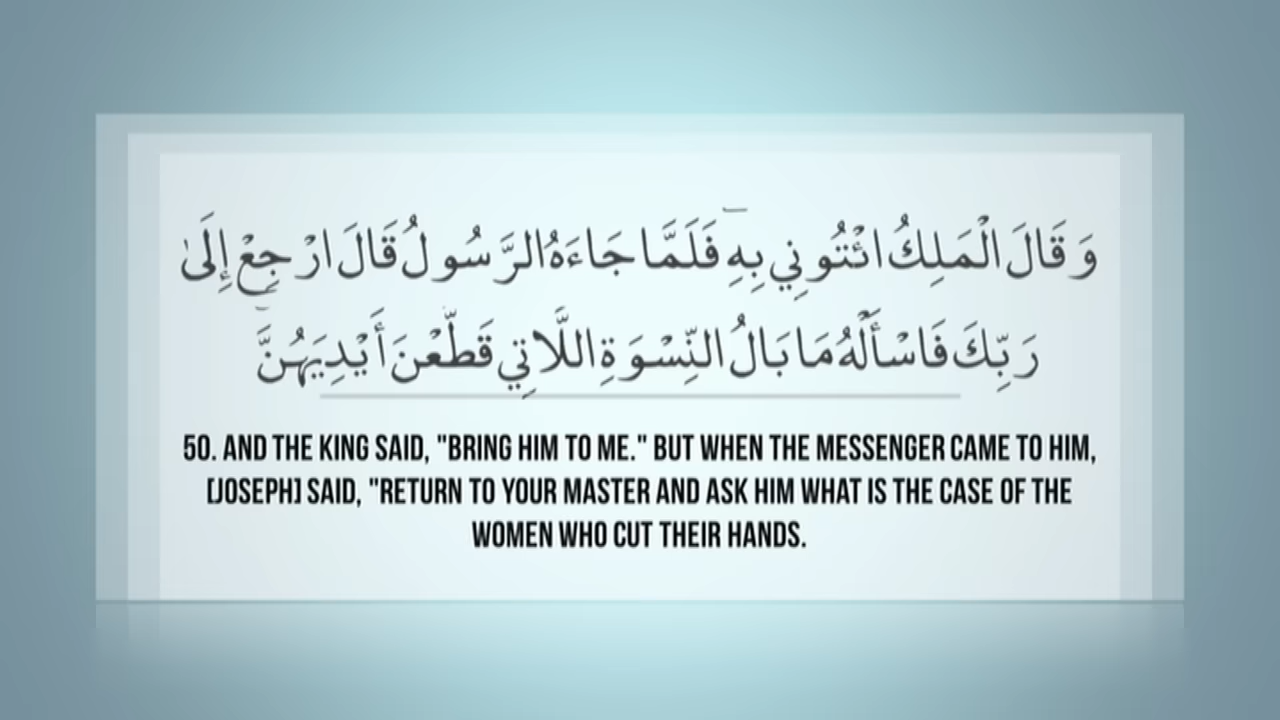 وَقَالَ الْمَلِكُ ائْتُونِي بِهِ ۖ فَلَمَّا جَاءَهُ الرَّسُولُ قَالَ ارْجِعْ إِلَىٰ
رَبِّكَ فَاسْأَلْهُ مَا بَالُ النِّسْوَةِ اللَّاتِي قَطَّعْنَ أَيْدِيَهُنَّ ۚ
50. AND THE KING SAID, "BRING HIM TO ME." BUT WHEN THE MESSENGER CAME TO HIM,
[JOSEPH] SAID, "RETURN TO YOUR MASTER AND ASK HIM WHAT IS THE CASE OF THE
WOMEN WHO CUT THEIR HANDS.